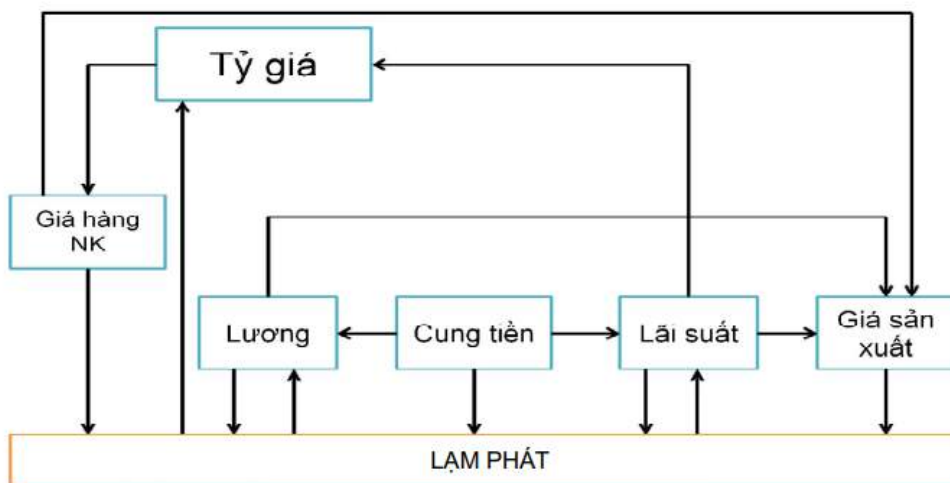 Tỷ giá
Giá hàng
NK
Lương
Cung tiền
Lãi suất
Giá sản
xuất
LẠM PHÁT